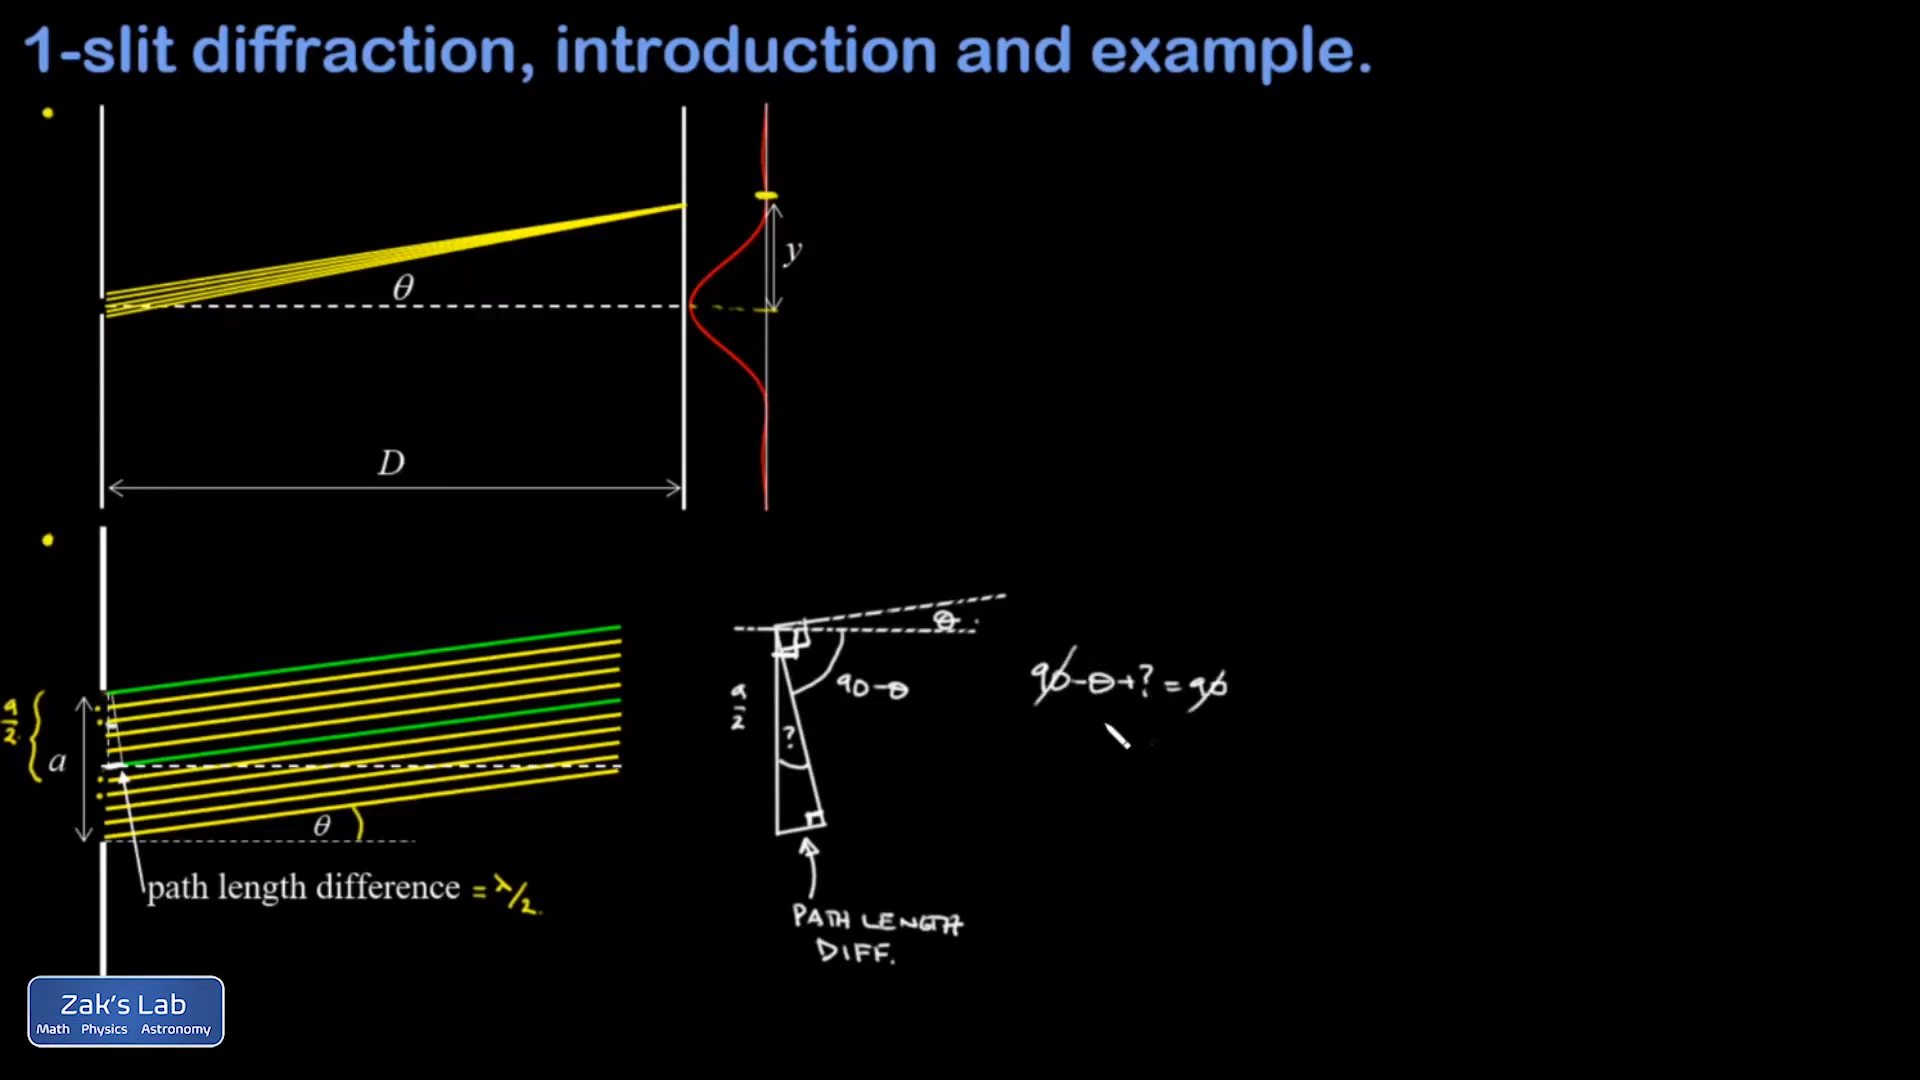 1-slit diffraction, introduction and example.
θ
y
D
a/2
a
θ
path length difference = λ/2
θ
90-θ
a/2
?
90-θ+? = 90
PATH LENGTH
DIFF.
Zak's Lab
Math Physics Astronomy